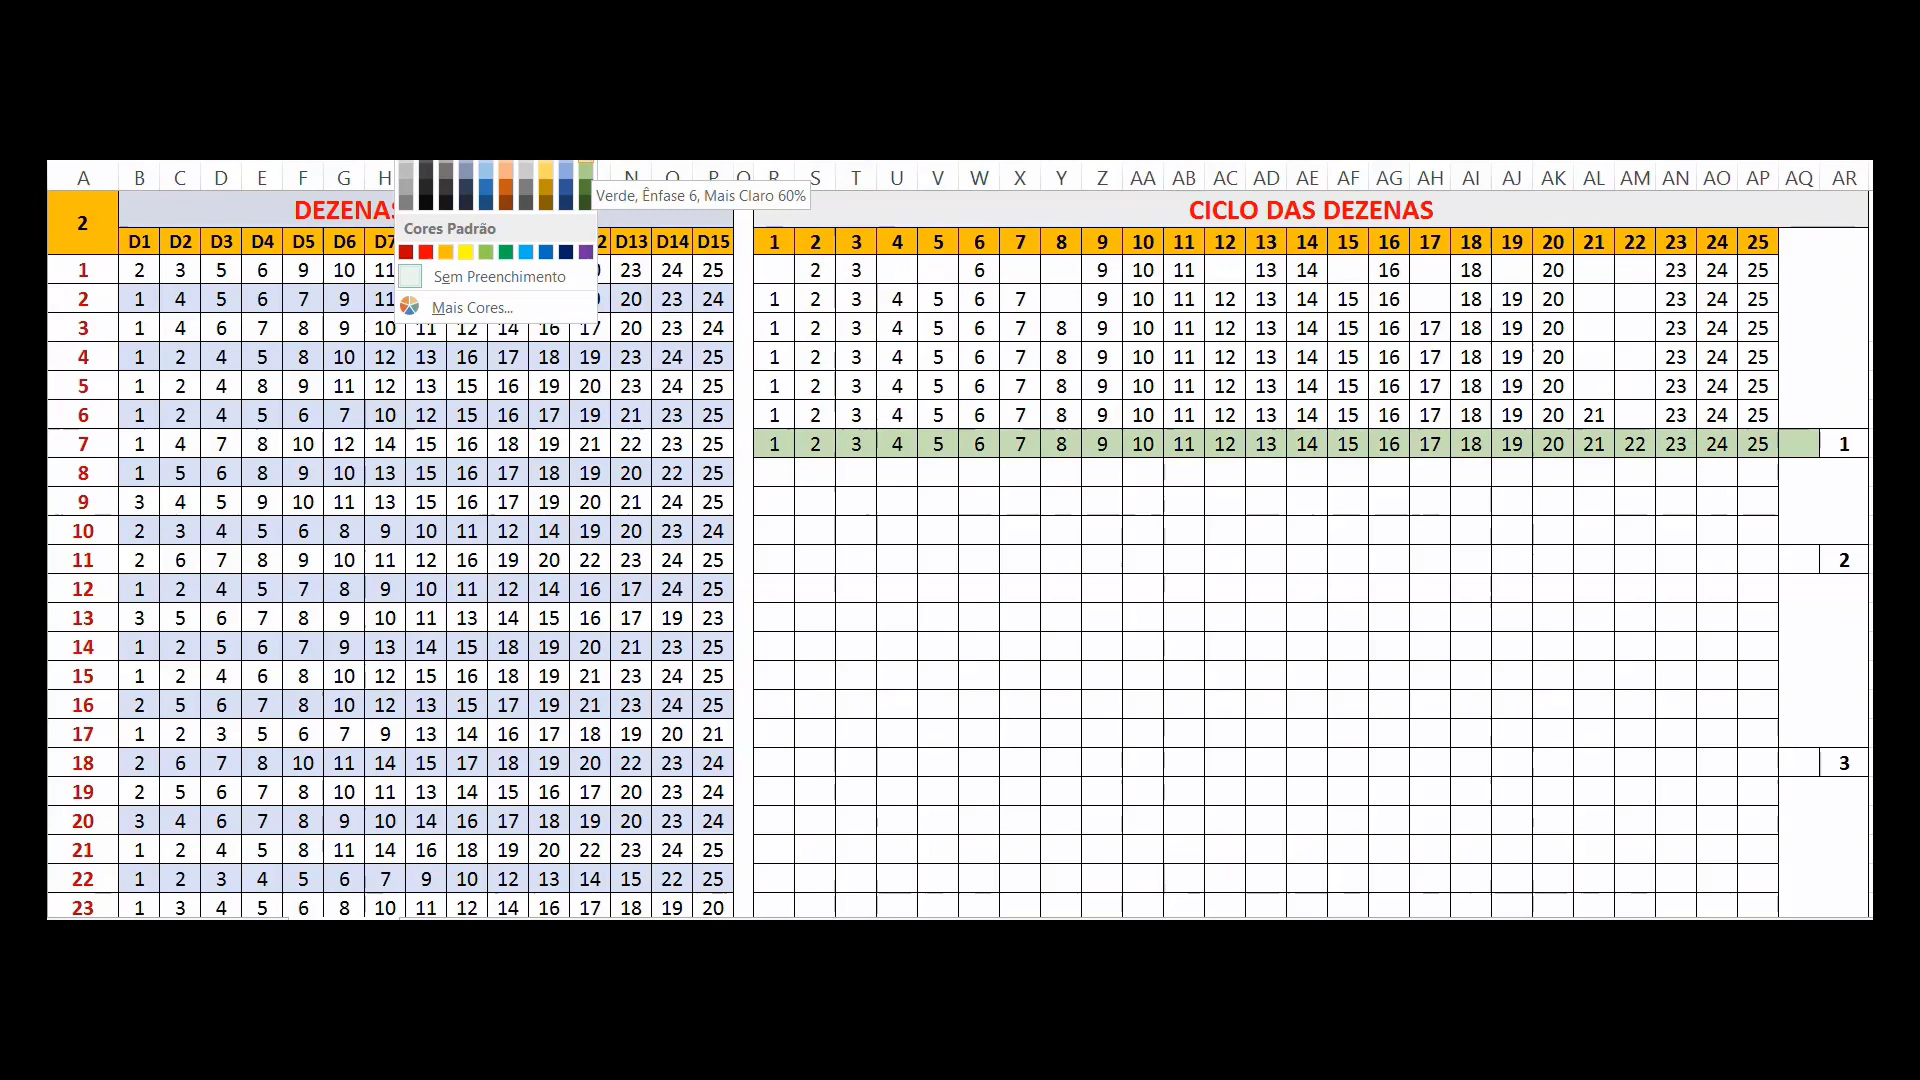 A B C D E F G H N O P Q R S T U V W X Y Z AA AB AC AD AE AF AG AH AI AJ AK AL AM AN AO AP AQ AR
Verde, Ênfase 6, Mais Claro 60%
2 DEZENAS CICLO DAS DEZENAS
Cores Padrão
D1 D2 D3 D4 D5 D6 D7 2 D13 D14 D15 1 2 3 4 5 6 7 8 9 10 11 12 13 14 15 16 17 18 19 20 21 22 23 24 25
1 2 3 5 6 9 10 11 23 24 25 2 3 6 9 10 11 13 14 16 18 20 23 24 25
Sem Preenchimento
2 1 4 5 6 7 9 11 20 23 24 1 2 3 4 5 6 7 9 10 11 12 13 14 15 16 18 19 20 23 24 25
Mais Cores...
3 1 4 6 7 8 9 10 11 12 14 16 17 20 23 24 1 2 3 4 5 6 7 8 9 10 11 12 13 14 15 16 17 18 19 20 23 24 25
4 1 2 4 5 8 10 12 13 16 17 18 19 23 24 25 1 2 3 4 5 6 7 8 9 10 11 12 13 14 15 16 17 18 19 20 23 24 25
5 1 2 4 8 9 11 12 13 15 16 19 20 23 24 25 1 2 3 4 5 6 7 8 9 10 11 12 13 14 15 16 17 18 19 20 23 24 25
6 1 2 4 5 6 7 10 12 15 16 17 19 21 23 25 1 2 3 4 5 6 7 8 9 10 11 12 13 14 15 16 17 18 19 20 21 23 24 25
7 1 4 7 8 10 12 14 15 16 18 19 21 22 23 25 1 2 3 4 5 6 7 8 9 10 11 12 13 14 15 16 17 18 19 20 21 22 23 24 25 1
8 1 5 6 8 9 10 13 15 16 17 18 19 20 22 25
9 3 4 5 9 10 11 13 15 16 17 19 20 21 24 25
10 2 3 4 5 6 8 9 10 11 12 14 19 20 23 24
11 2 6 7 8 9 10 11 12 16 19 20 22 23 24 25 2
12 1 2 4 5 7 8 9 10 11 12 14 16 17 24 25
13 3 5 6 7 8 9 10 11 13 14 15 16 17 19 23
14 1 2 5 6 7 9 13 14 15 18 19 20 21 23 25
15 1 2 4 6 8 10 12 15 16 18 19 21 23 24 25
16 2 5 6 7 8 10 12 13 15 17 19 21 23 24 25
17 1 2 3 5 6 7 9 13 14 16 17 18 19 20 21
18 2 6 7 8 10 11 14 15 17 18 19 20 22 23 24 3
19 2 5 6 7 8 10 11 13 14 15 16 17 20 23 24
20 3 4 6 7 8 9 10 14 16 17 18 19 20 23 24
21 1 2 4 5 8 11 14 16 18 19 20 22 23 24 25
22 1 2 3 4 5 6 7 9 10 12 13 14 15 22 25
23 1 3 4 5 6 8 10 11 12 14 16 17 18 19 20